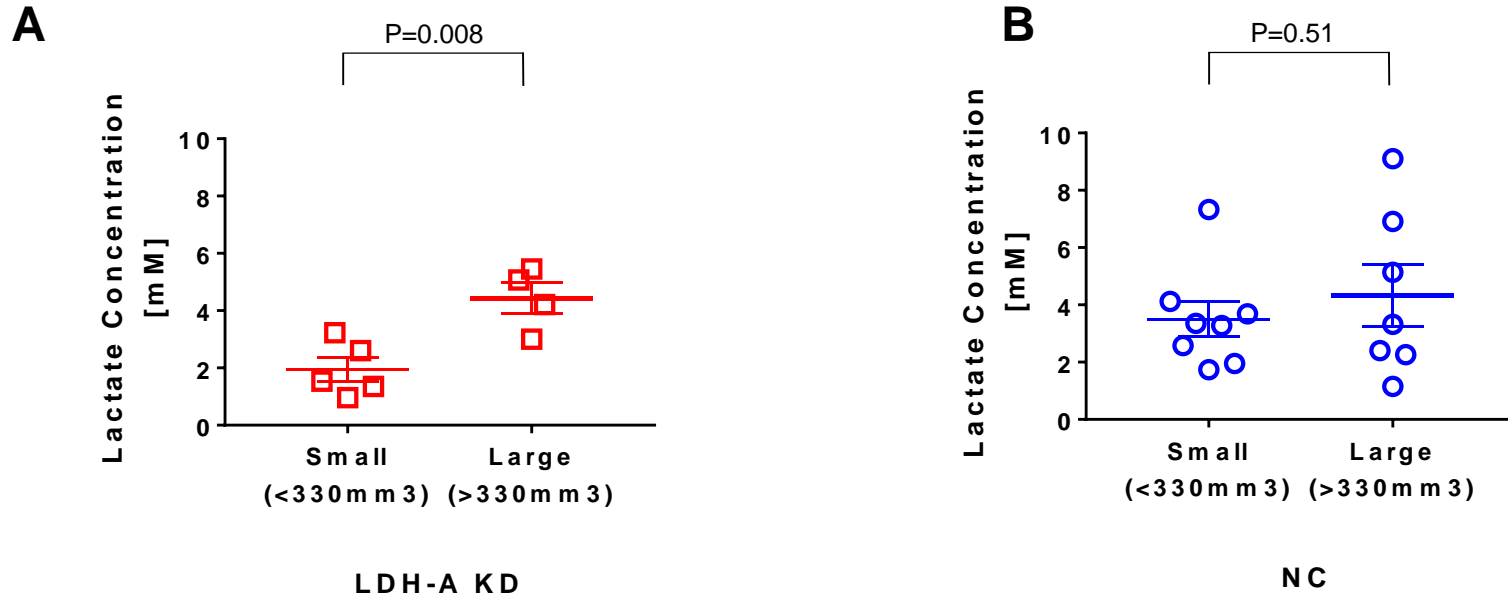 A
P=0.008
Lactate Concentration
[mM]
10
8
6
4
2
0
Small
(<330mm3)
Large
(>330mm3)
LDH-A KD
B
P=0.51
Lactate Concentration
[mM]
10
8
6
4
2
0
Small
(<330mm3)
Large
(>330mm3)
NC